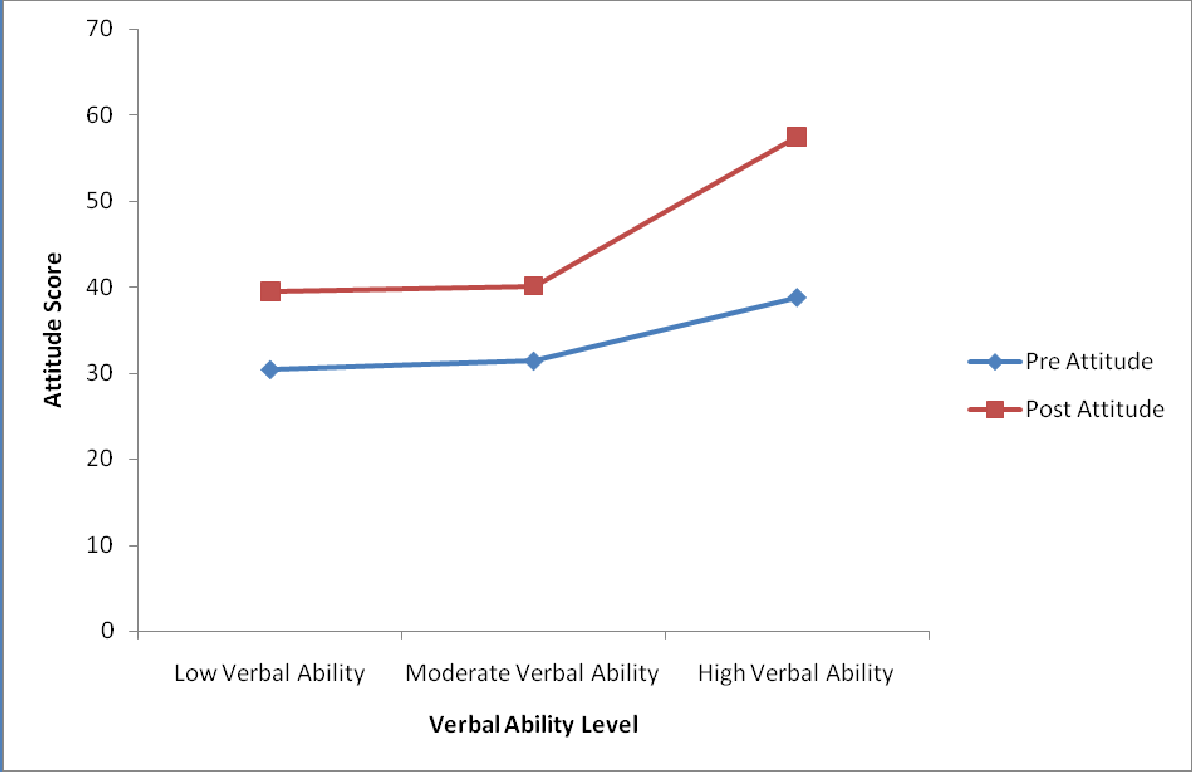 70
60
50
40
30
20
10
0
Attitude Score
Low Verbal Ability
Moderate Verbal Ability
High Verbal Ability
Verbal Ability Level
Pre Attitude
Post Attitude